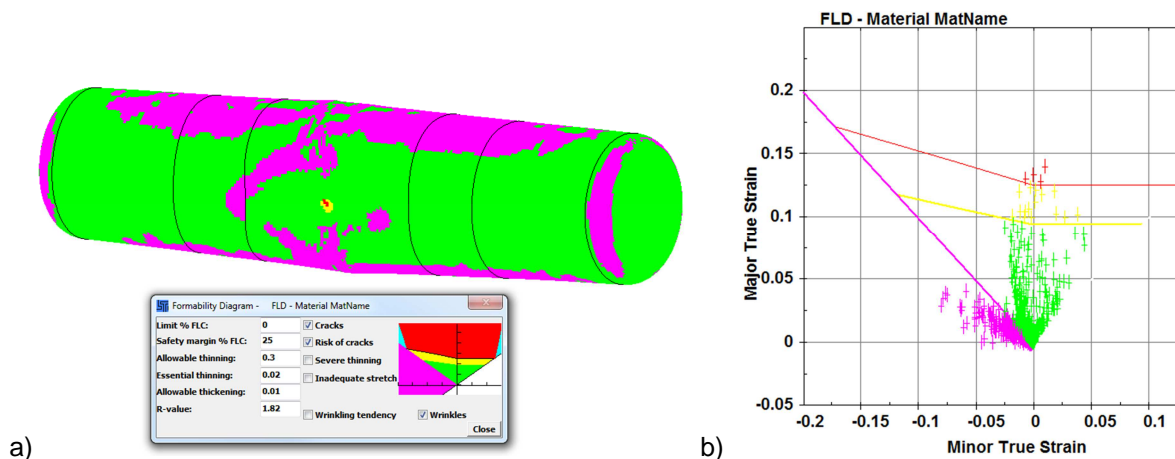 Formability Diagram - FLD - Material MatName
Limit % FLC: 0 Cracks
Safety margin % FLC: 25 Risk of cracks
Allowable thinning: 0.3 Severe thinning
Essential thinning: 0.02 Inadequate stretch
Allowable thickening: 0.01
R-value: 1.82 Wrinkling tendency Wrinkles
Close
a)
FLD - Material MatName
0.2
0.15
0.1
0.05
0
-0.05
Major True Strain
-0.2 -0.15 -0.1 -0.05 0 0.05 0.1
Minor True Strain
b)